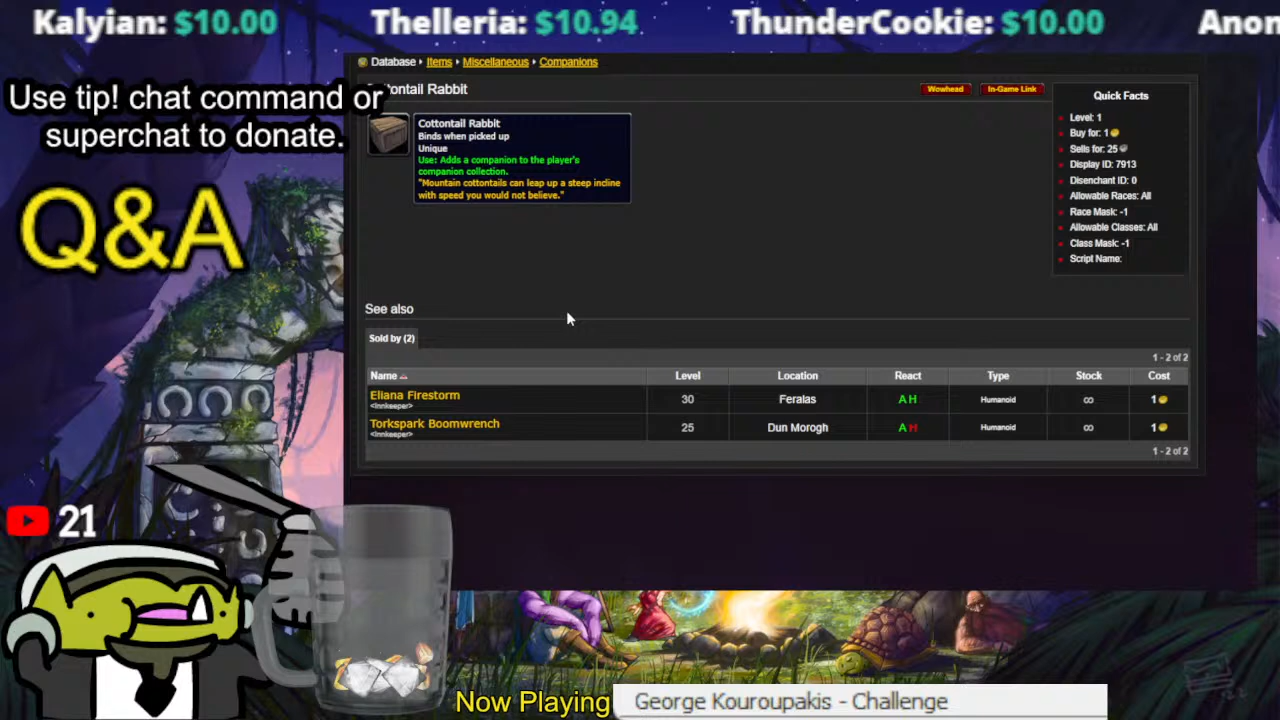 Kalyian: $10.00 Thelleria: $10.94 ThunderCookie: $10.00 Anon
Use tip! chat command or
superchat to donate.
Q&A
Database Items Miscellaneous Companions
tontail Rabbit
Wowhead In-Game Link
Cottontail Rabbit
Binds when picked up
Unique
Use: Adds a companion to the player's
companion collection.
"Mountain cottontails can leap up a steep incline
with speed you would not believe."
Quick Facts
Level: 1
Buy for: 1
Sells for: 25
Display ID: 7913
Disenchant ID: 0
Allowable Races: All
Race Mask: -1
Allowable Classes: All
Class Mask: -1
Script Name:
See also
Sold by (2)
1 - 2 of 2
Name Level Location React Type Stock Cost
Eliana Firestorm 30 Feralas A H Humanoid ∞ 1
<Innkeeper>
Torkspark Boomwrench 25 Dun Morogh A H Humanoid ∞ 1
<Innkeeper>
1 - 2 of 2
21
Now Playing George Kouroupakis - Challenge